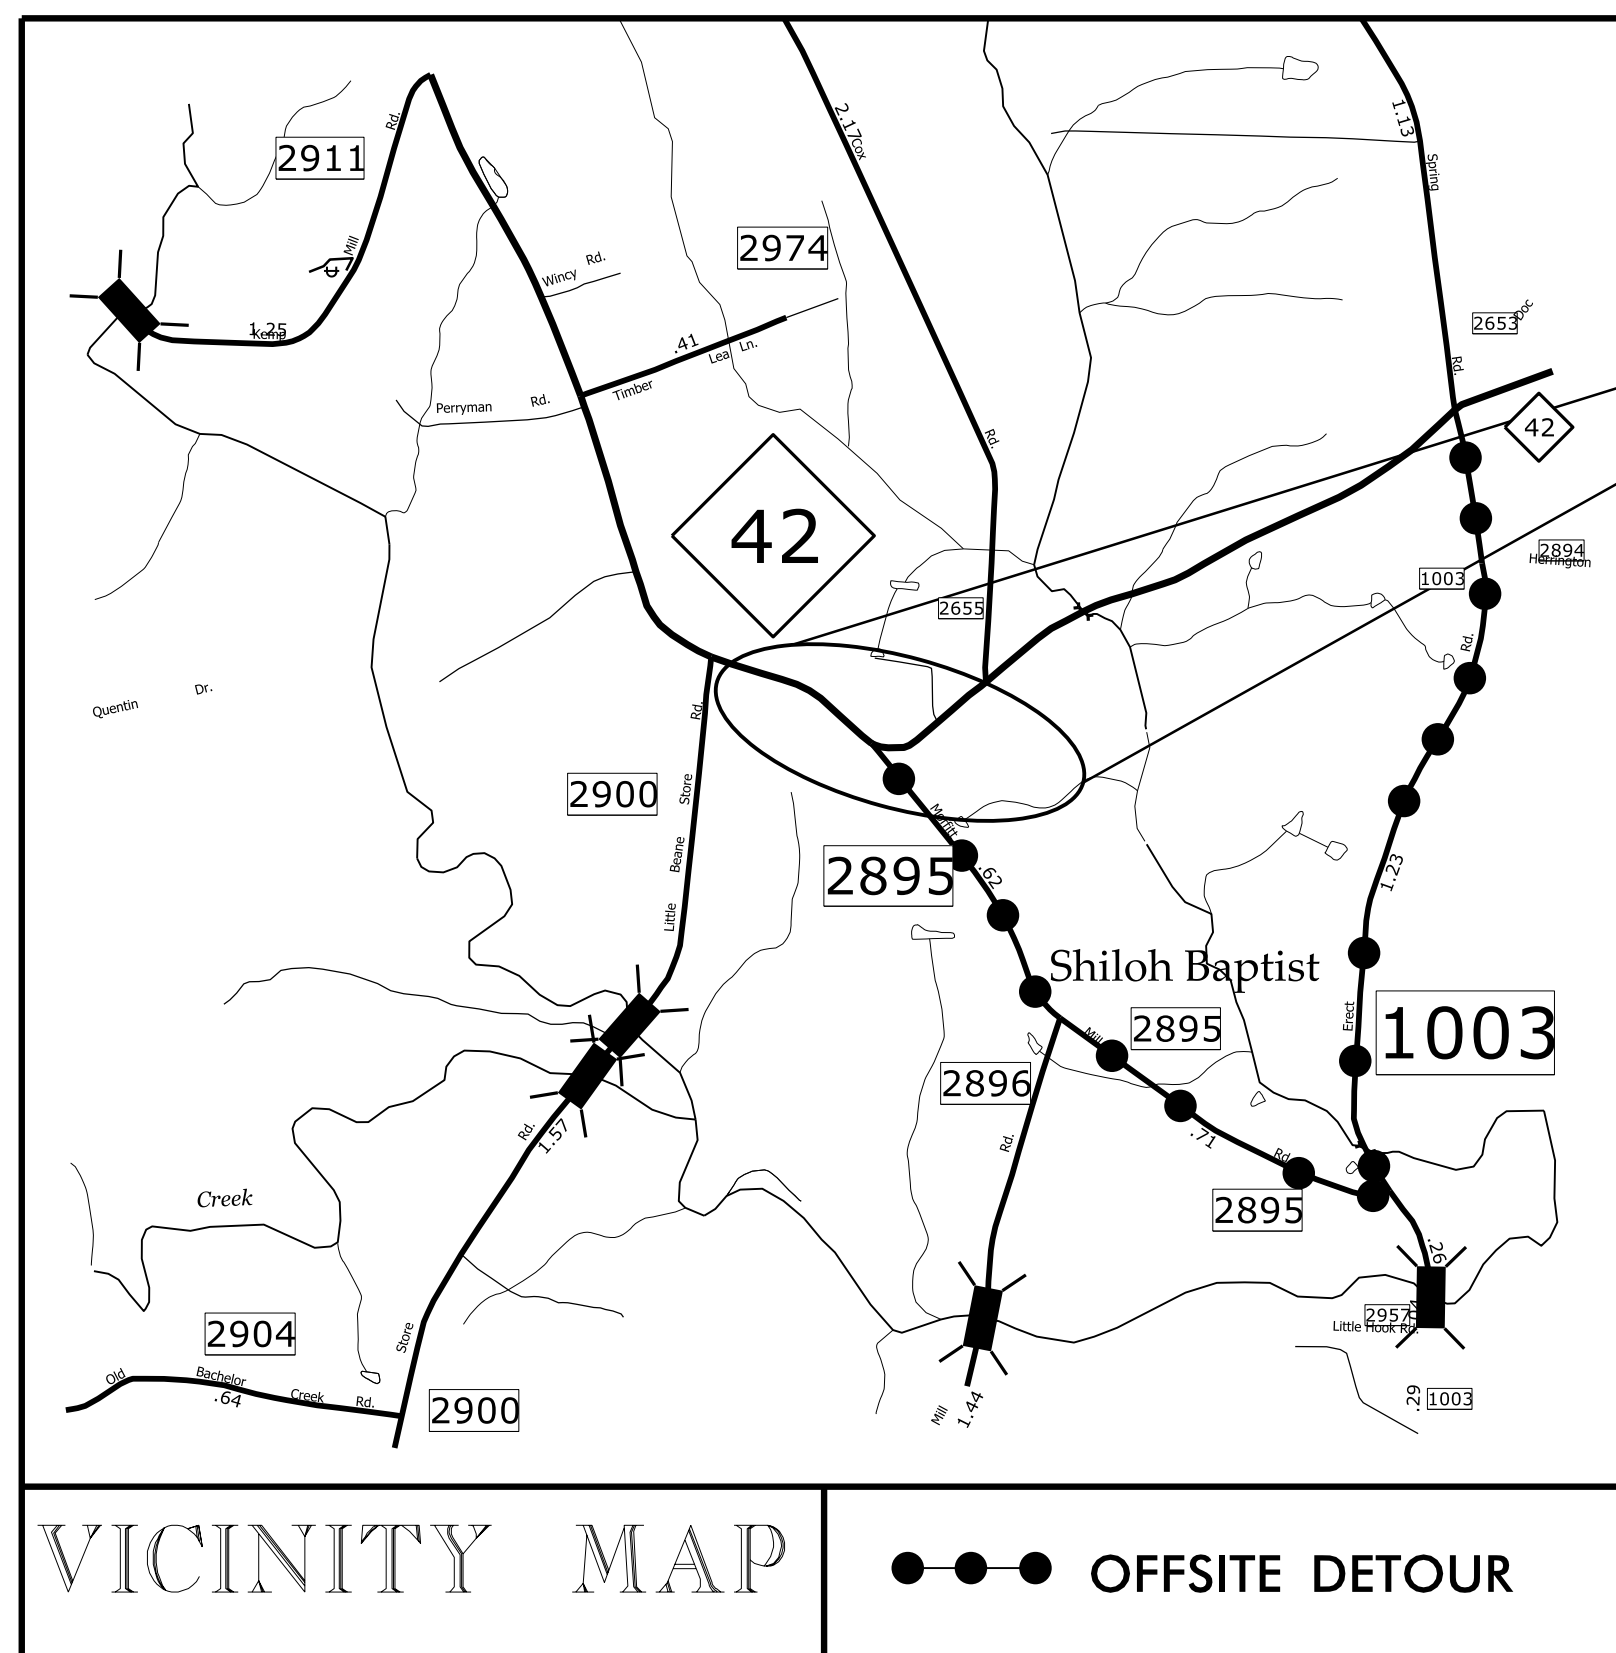 Rd.
2911
Mill
1.25
Kemp
2.17
Cox
Rd.
1.13
Spring
Rd.
2974
Wincy Rd.
.41
Timber Lea Ln.
Perryman Rd.
2653
Doc
42
42
2894
Herrington
1003
2655
Rd.
Quentin Dr.
Rd.
Store
Beane
Little
2900
Moffitt
2895
.62
1.23
Shiloh Baptist
Erect
1003
Mill
2895
2896
Rd.
.71
Rd.
2895
Rd.
1.57
Creek
.26
2957
.04
Little Hook Rd.
2904
Store
Old Bachelor Creek Rd.
.64
2900
Mill
1.44
.29
1003
VICINITY MAP
OFFSITE DETOUR